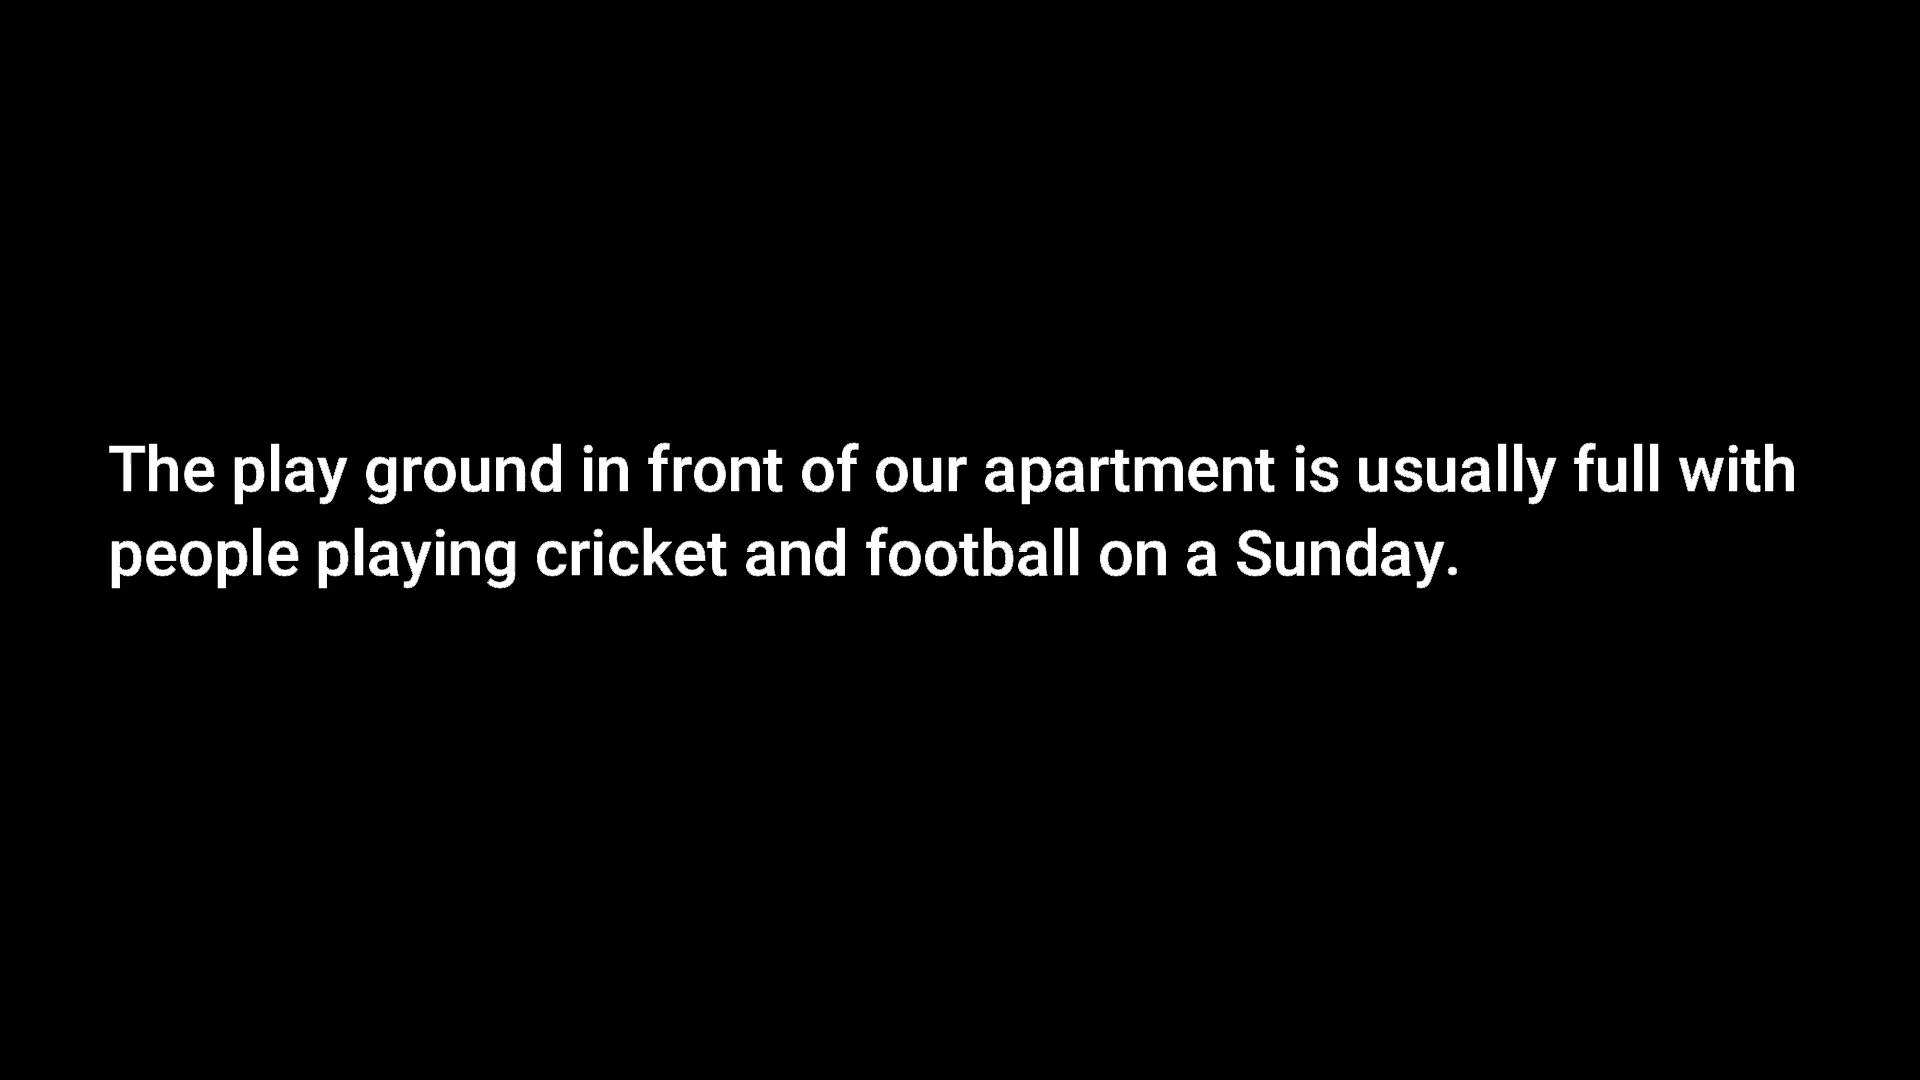 The play ground in front of our apartment is usually full with
people playing cricket and football on a Sunday.